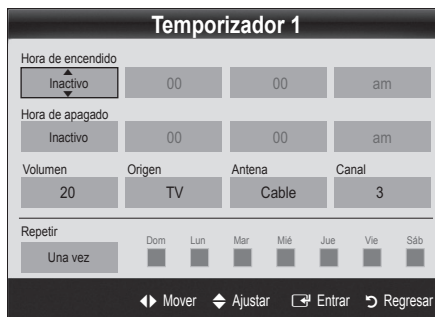 Temporizador 1
Hora de encendido
Inactivo 00 00 am
Hora de apagado
Inactivo 00 00 am
Volumen Origen Antena Canal
20 TV Cable 3
Repetir Dom Lun Mar Mié Jue Vie Sáb
Una vez
Mover Ajustar Entrar Regresar